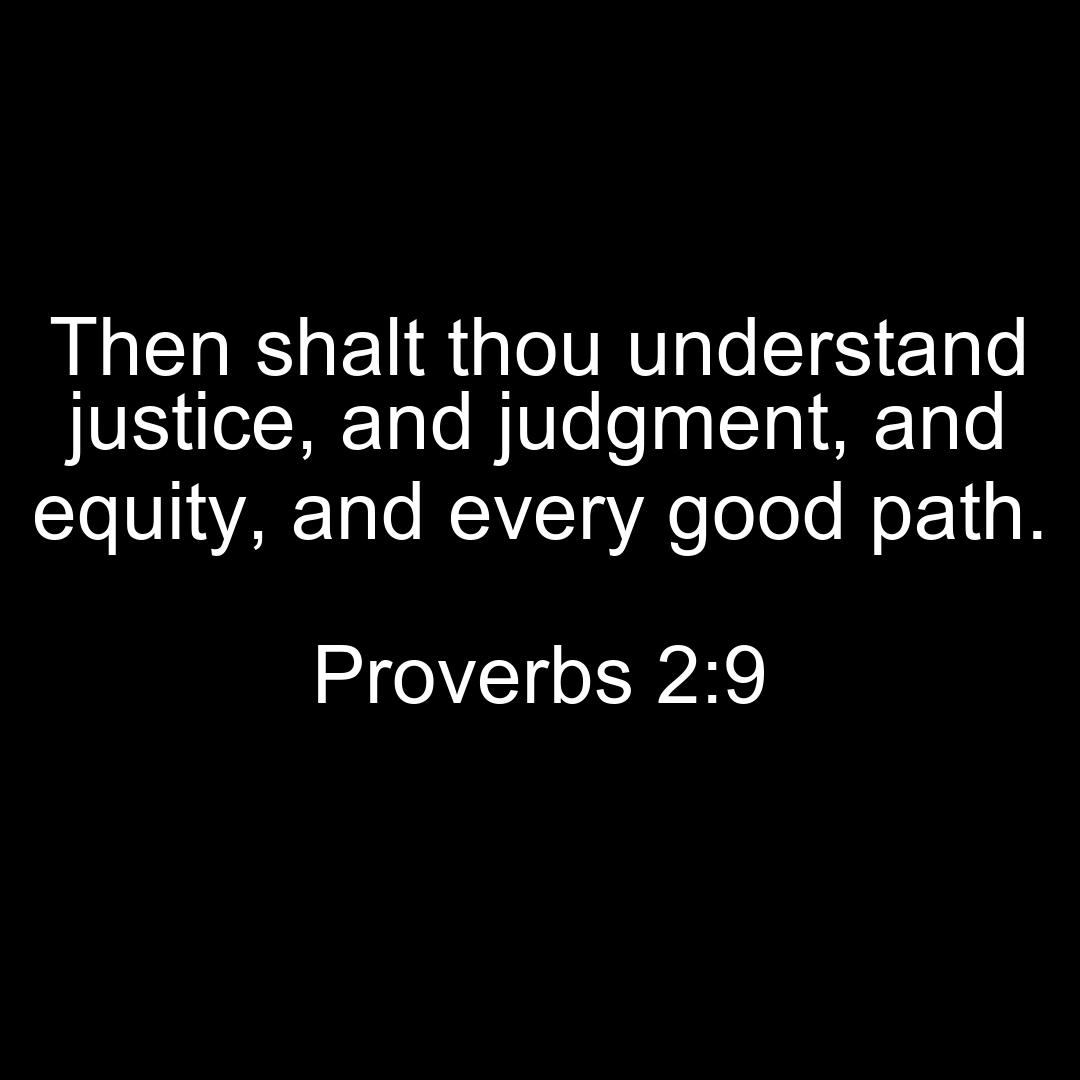 Then shalt thou understand
justice, and judgment, and
equity, and every good path.
Proverbs 2:9